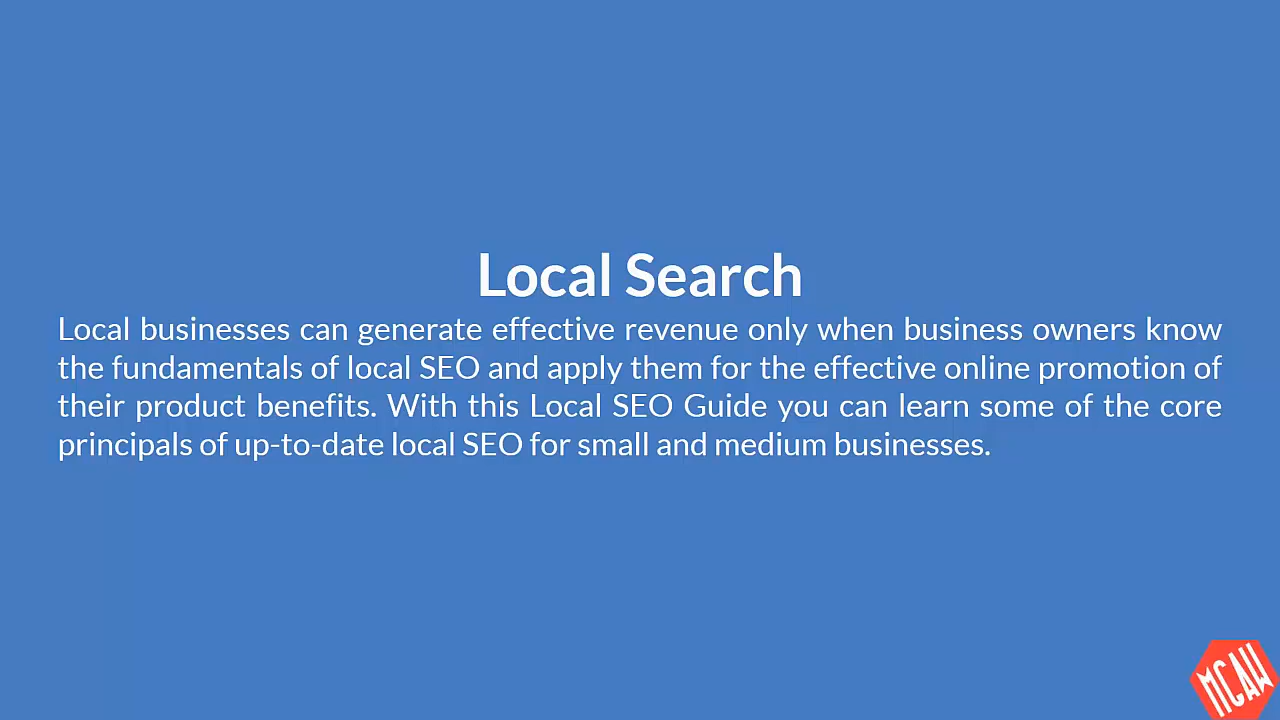 Local Search
Local businesses can generate effective revenue only when business owners know
the fundamentals of local SEO and apply them for the effective online promotion of
their product benefits. With this Local SEO Guide you can learn some of the core
principals of up-to-date local SEO for small and medium businesses.
MCAW